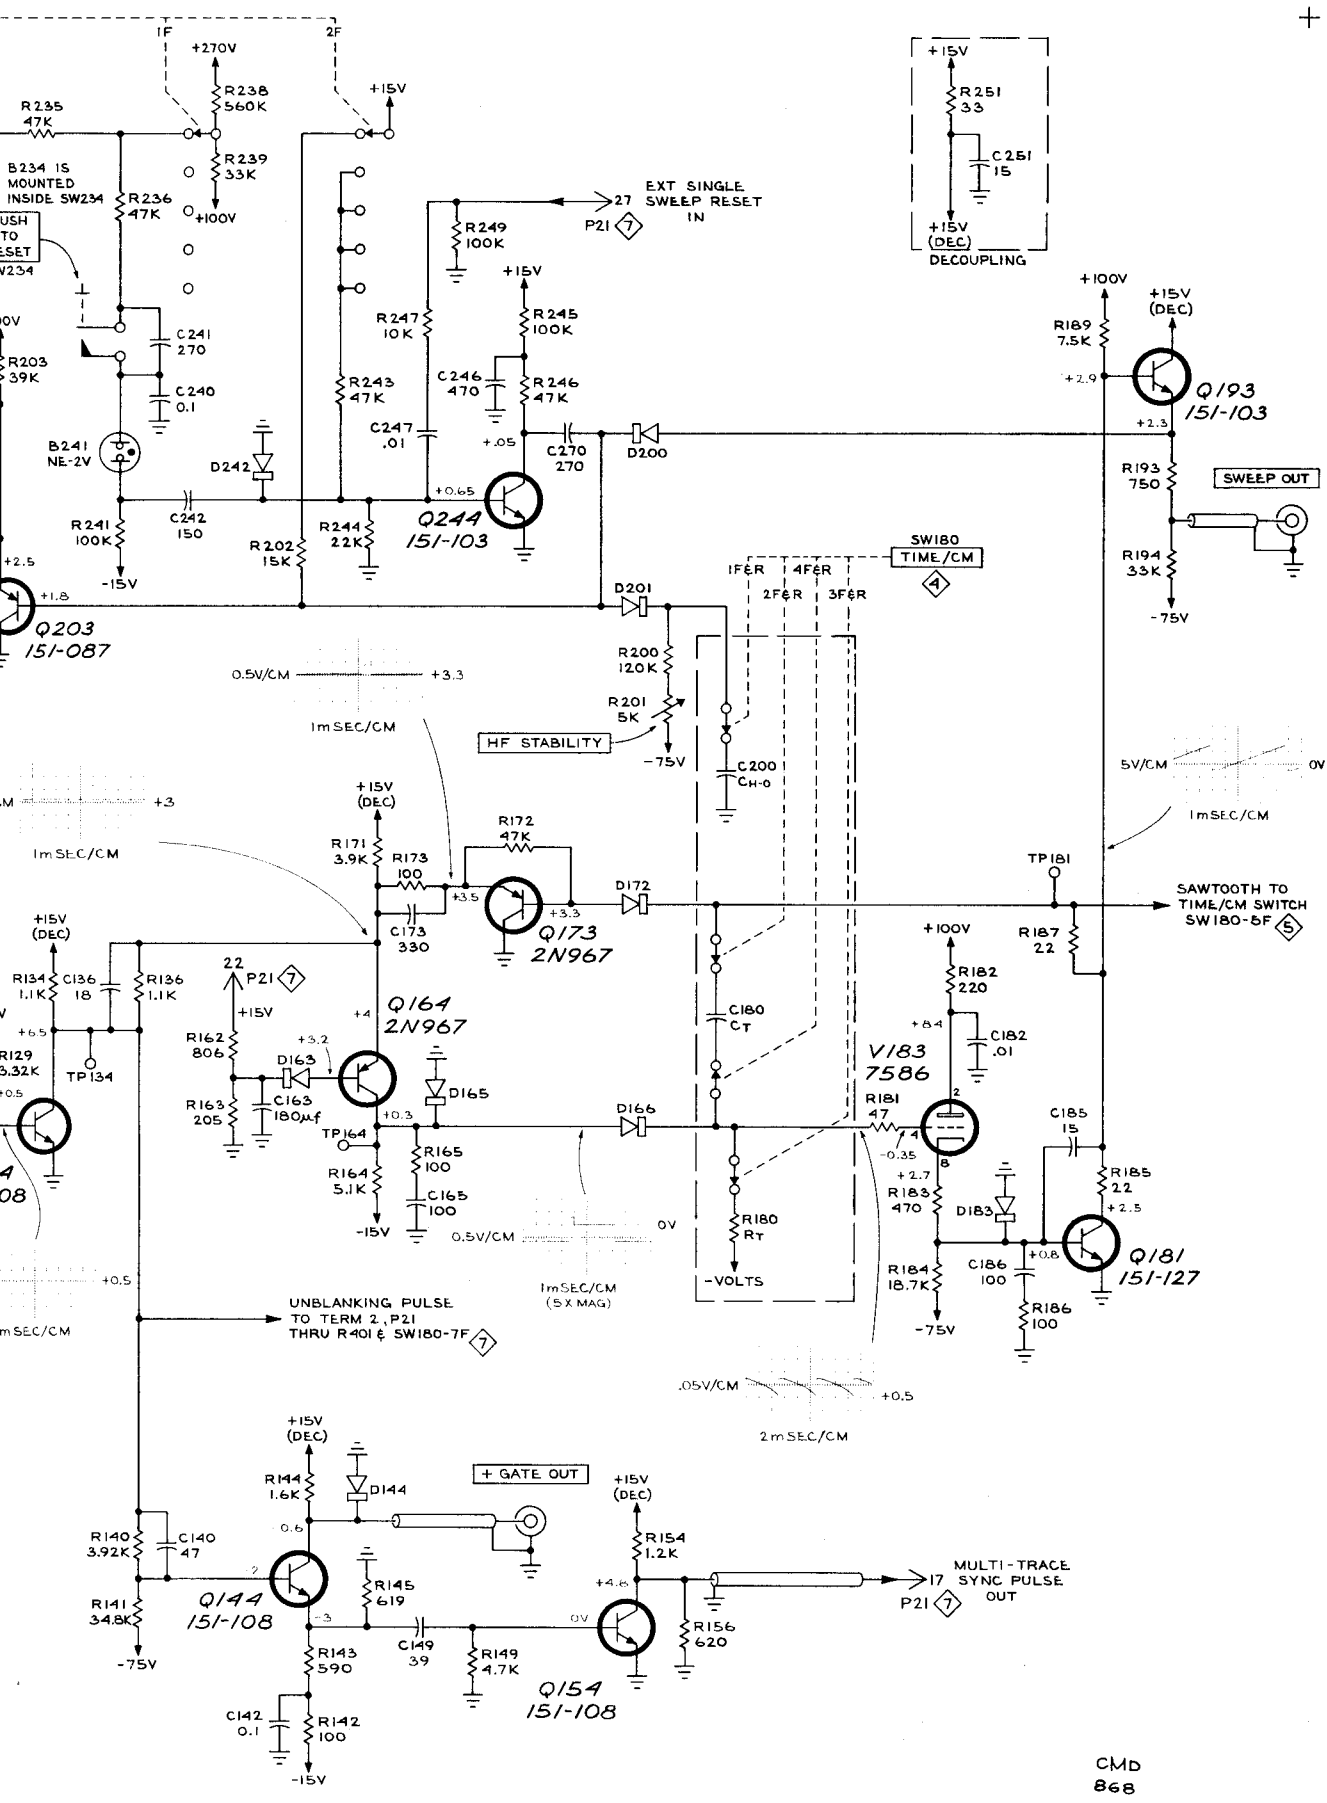 1F
2F
+270V
R238
560K
+15V
R235
47K
R239
33K
+100V
B234 IS
MOUNTED
INSIDE SW234
R236
47K
USH
TO
ESET
W234
00V
R203
39K
C241
270
C240
0.1
B241
NE-2V
D242
R241
100K
-15V
C242
150
R202
15K
R244
22K
R243
47K
R247
10K
C247
.01
R249
100K
27
P21 7
EXT SINGLE
SWEEP RESET
IN
+15V
R245
100K
C246
470
R246
47K
+.05
C270
270
D200
+0.65
Q244
151-103
+15V
R251
33
C251
15
+15V
(DEC)
DECOUPLING
+100V
R189
7.5K
+15V
(DEC)
+2.9
Q193
151-103
+2.3
R193
750
SWEEP OUT
R194
33K
-75V
+2.5
+1.8
Q203
151-087
D201
R200
120K
R201
5K
-75V
HF STABILITY
SW180
TIME/CM
4
1F&R
4F&R
2F&R
3F&R
C200
CH-O
0.5V/CM
+3.3
1mSEC/CM
M
+3
1mSEC/CM
5V/CM
0V
1mSEC/CM
+15V
(DEC)
R171
3.9K
R173
100
C173
330
R172
47K
+3.5
+3.3
Q173
2N967
D172
TP181
SAWTOOTH TO
TIME/CM SWITCH
SW180-8F 5
R187
22
+15V
(DEC)
R134
1.1K
C136
18
R136
1.1K
+6.5
TP134
V
R129
3.32K
+0.5
4
08
22
P21 7
+15V
R162
806
R163
205
C163
180µf
D163
+3.2
+4
Q164
2N967
+0.3
TP164
R164
5.1K
-15V
D165
R165
100
C165
100
D166
C180
CT
R180
RT
-VOLTS
+100V
R182
220
+84
C182
.01
V183
7586
2
4
8
R181
47
-0.35
+2.7
R183
470
R184
18.7K
-75V
D183
C185
15
R185
22
+2.5
+0.8
C186
100
R186
100
Q181
151-127
0.5V/CM
0V
1mSEC/CM
(5X MAG)
+0.5
mSEC/CM
UNBLANKING PULSE
TO TERM 2, P21
THRU R401 & SW180-7F 7
.05V/CM
+0.5
2mSEC/CM
+15V
(DEC)
R144
1.6K
D144
+ GATE OUT
-0.6
R140
3.92K
C140
47
R141
34.8K
-75V
-2
Q144
151-108
-3
R145
619
R143
590
C142
0.1
R142
100
-15V
C149
39
R149
4.7K
0V
Q154
151-108
+15V
(DEC)
R154
1.2K
+4.8
R156
620
17
P21 7
MULTI-TRACE
SYNC PULSE
OUT
CMD
868